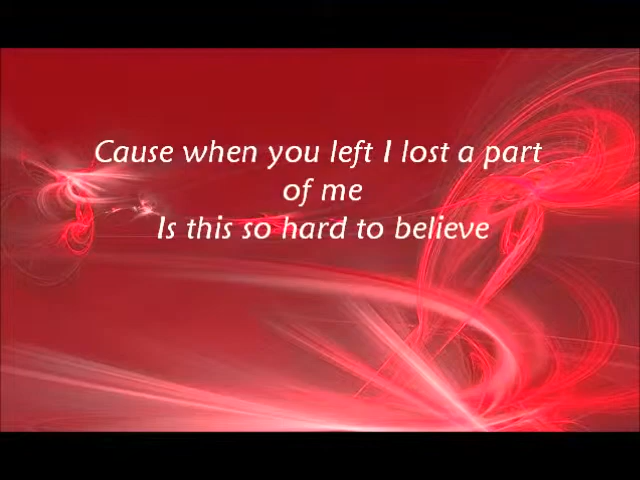 Cause when you left I lost a part
of me
Is this so hard to believe